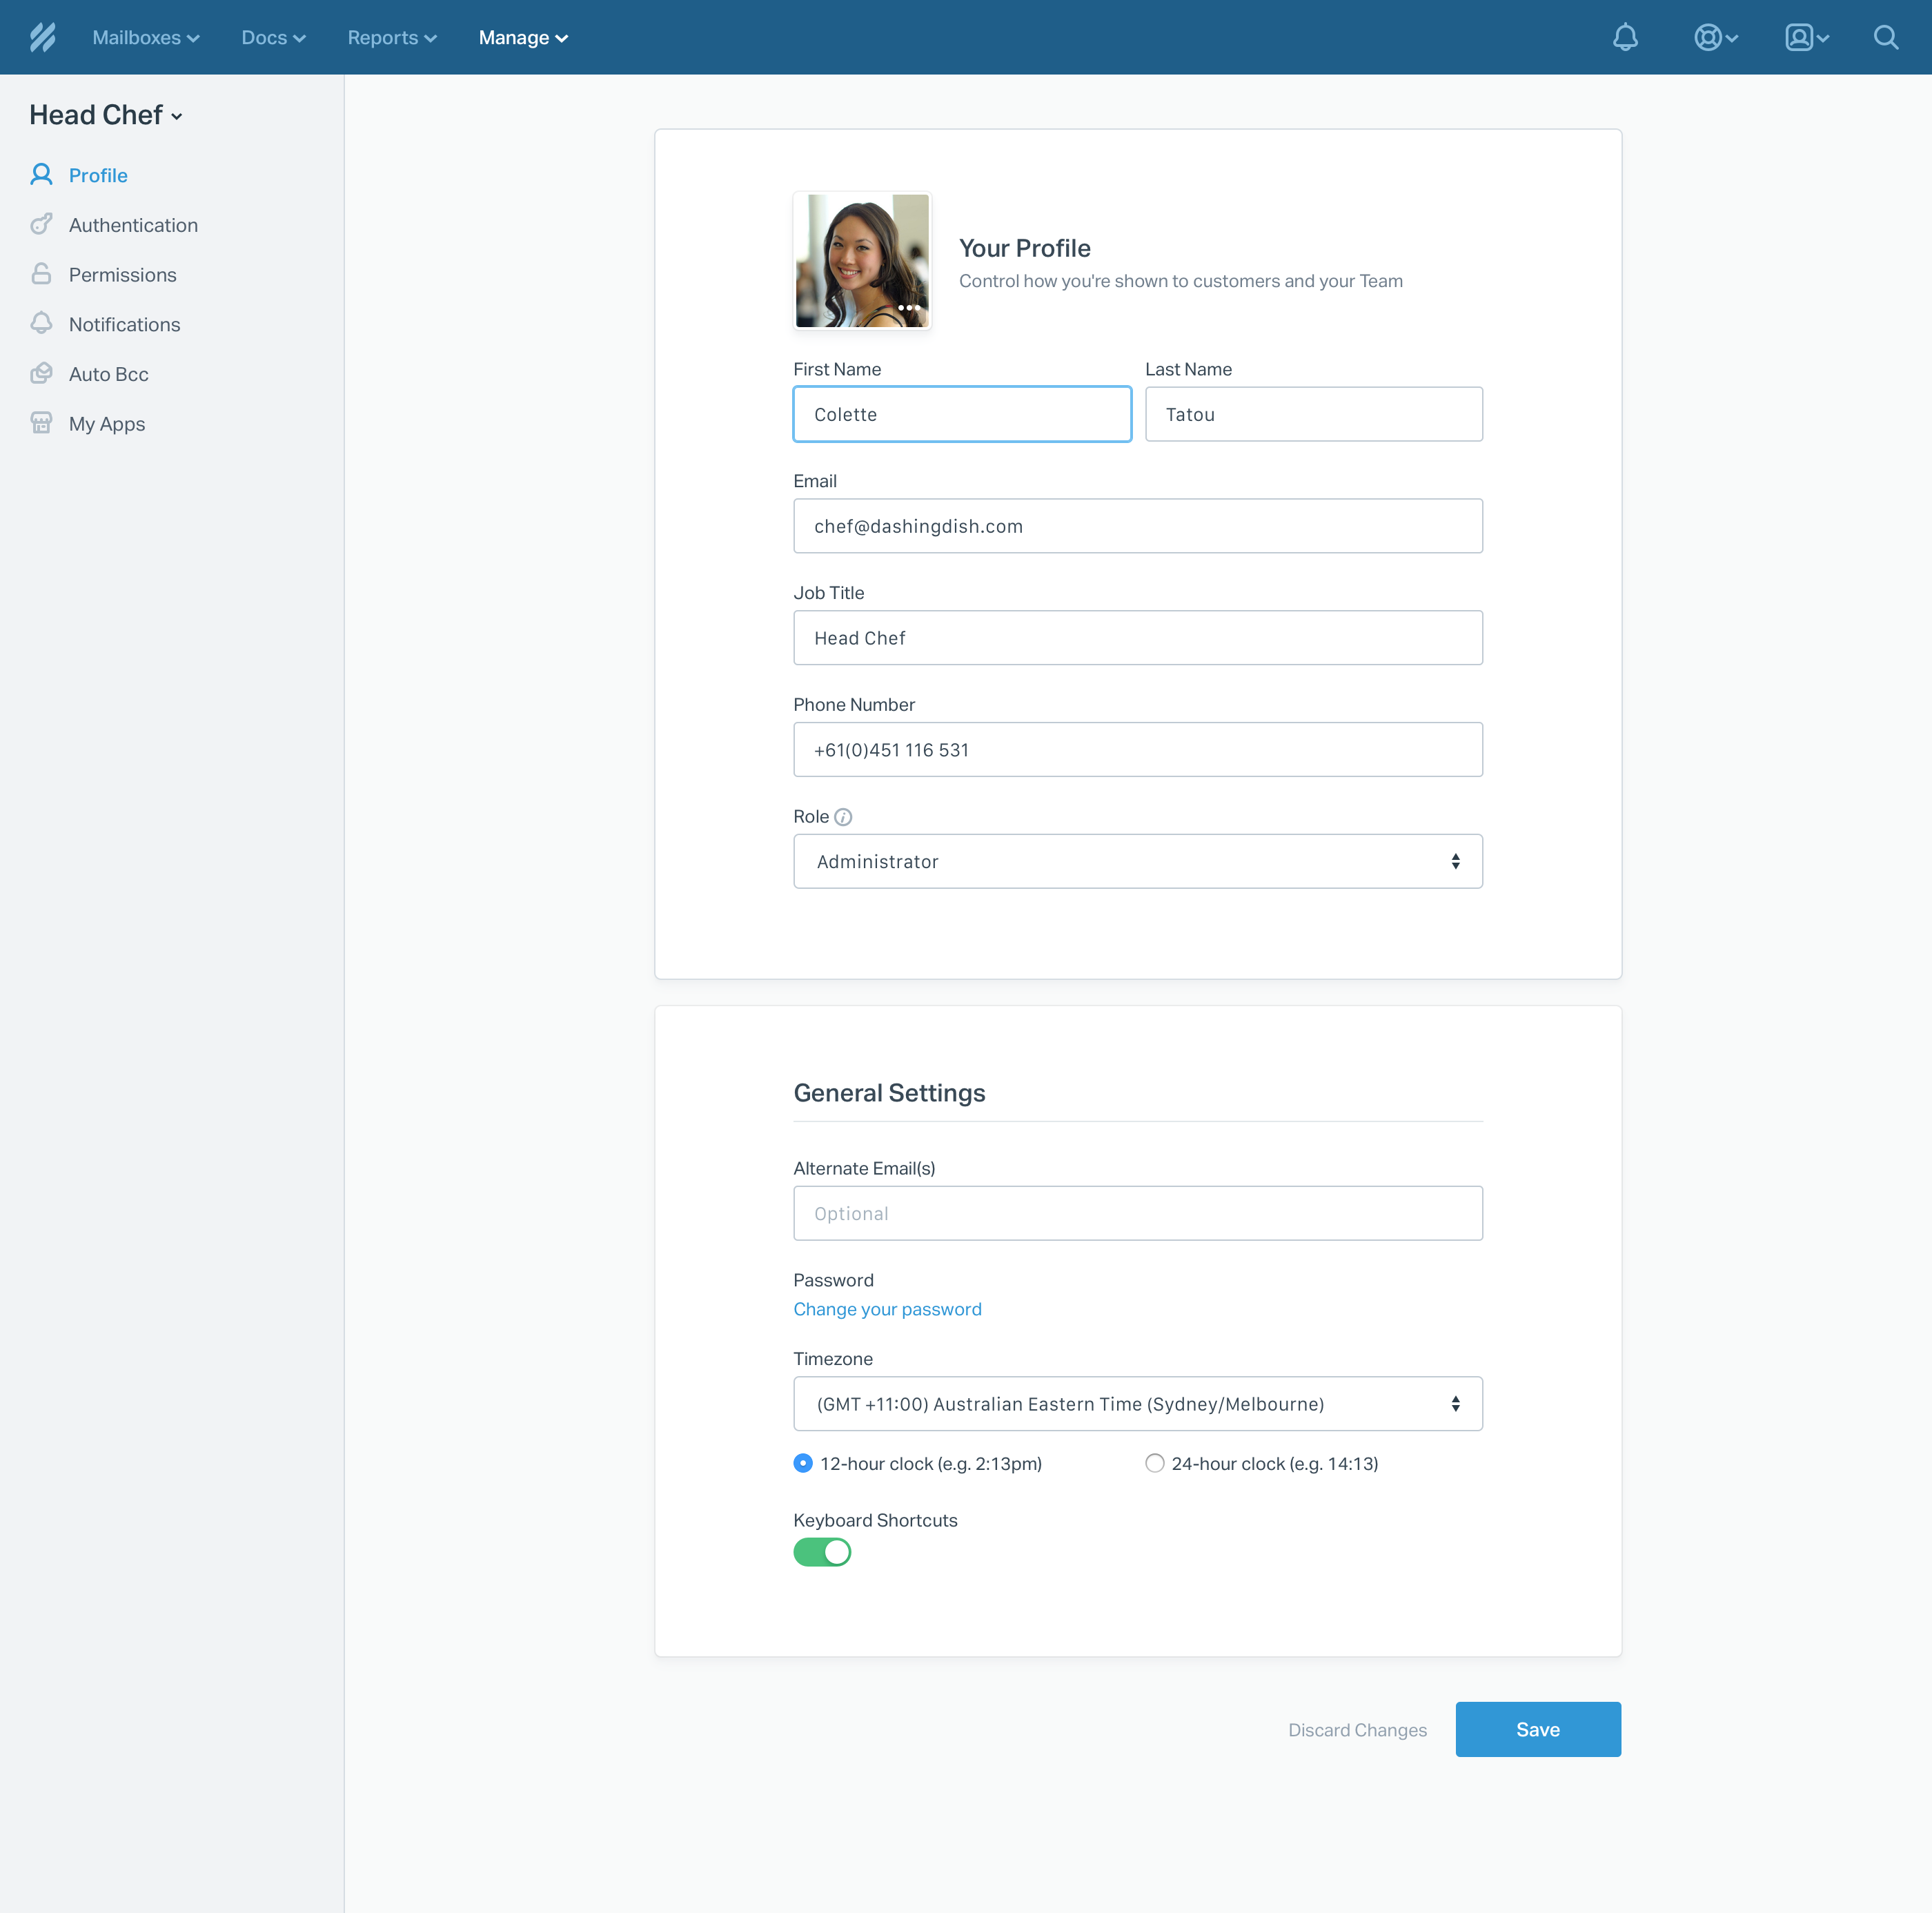 Mailboxes Docs Reports Manage
Head Chef
Profile
Authentication
Permissions
Notifications
Auto Bcc
My Apps
Your Profile
Control how you're shown to customers and your Team
First Name Last Name
Colette Tatou
Email
chef@dashingdish.com
Job Title
Head Chef
Phone Number
+61(0)451 116 531
Role
Administrator
General Settings
Alternate Email(s)
Optional
Password
Change your password
Timezone
(GMT +11:00) Australian Eastern Time (Sydney/Melbourne)
12-hour clock (e.g. 2:13pm) 24-hour clock (e.g. 14:13)
Keyboard Shortcuts
Discard Changes Save